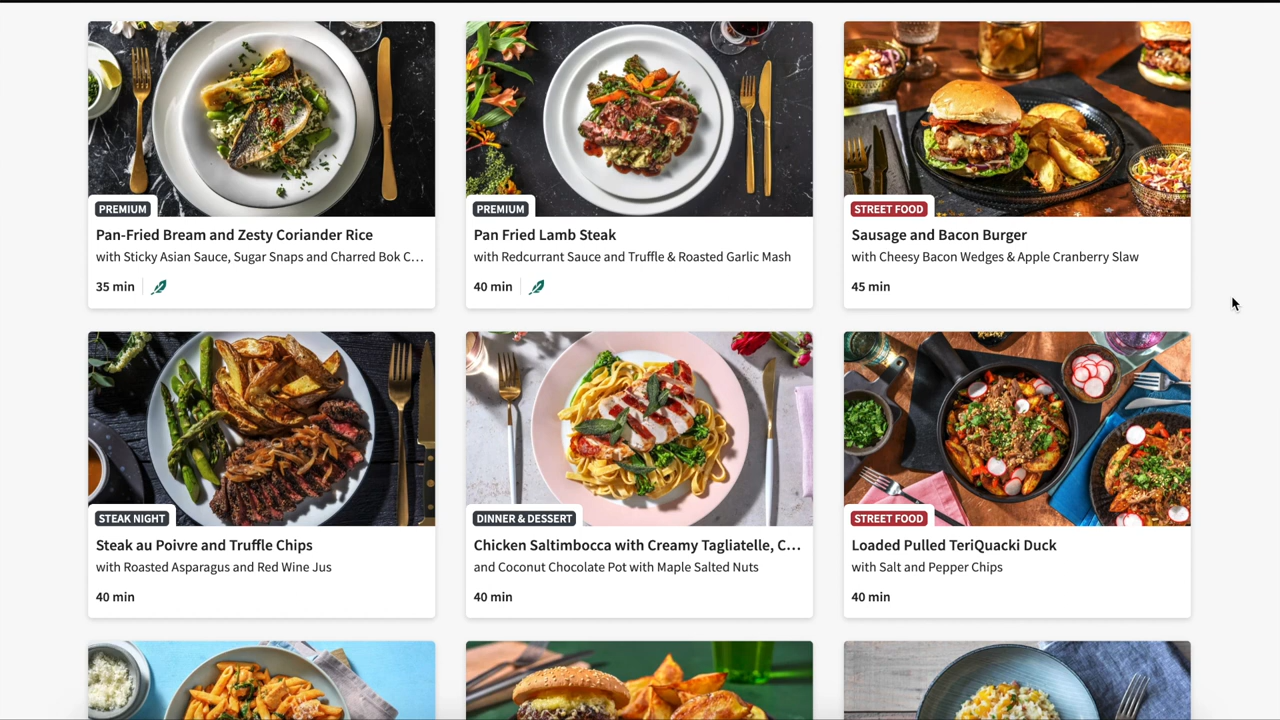 PREMIUM
Pan-Fried Bream and Zesty Coriander Rice
with Sticky Asian Sauce, Sugar Snaps and Charred Bok C…
35 min
PREMIUM
Pan Fried Lamb Steak
with Redcurrant Sauce and Truffle & Roasted Garlic Mash
40 min
STREET FOOD
Sausage and Bacon Burger
with Cheesy Bacon Wedges & Apple Cranberry Slaw
45 min
STEAK NIGHT
Steak au Poivre and Truffle Chips
with Roasted Asparagus and Red Wine Jus
40 min
DINNER & DESSERT
Chicken Saltimbocca with Creamy Tagliatelle, C…
and Coconut Chocolate Pot with Maple Salted Nuts
40 min
STREET FOOD
Loaded Pulled TeriQuacki Duck
with Salt and Pepper Chips
40 min